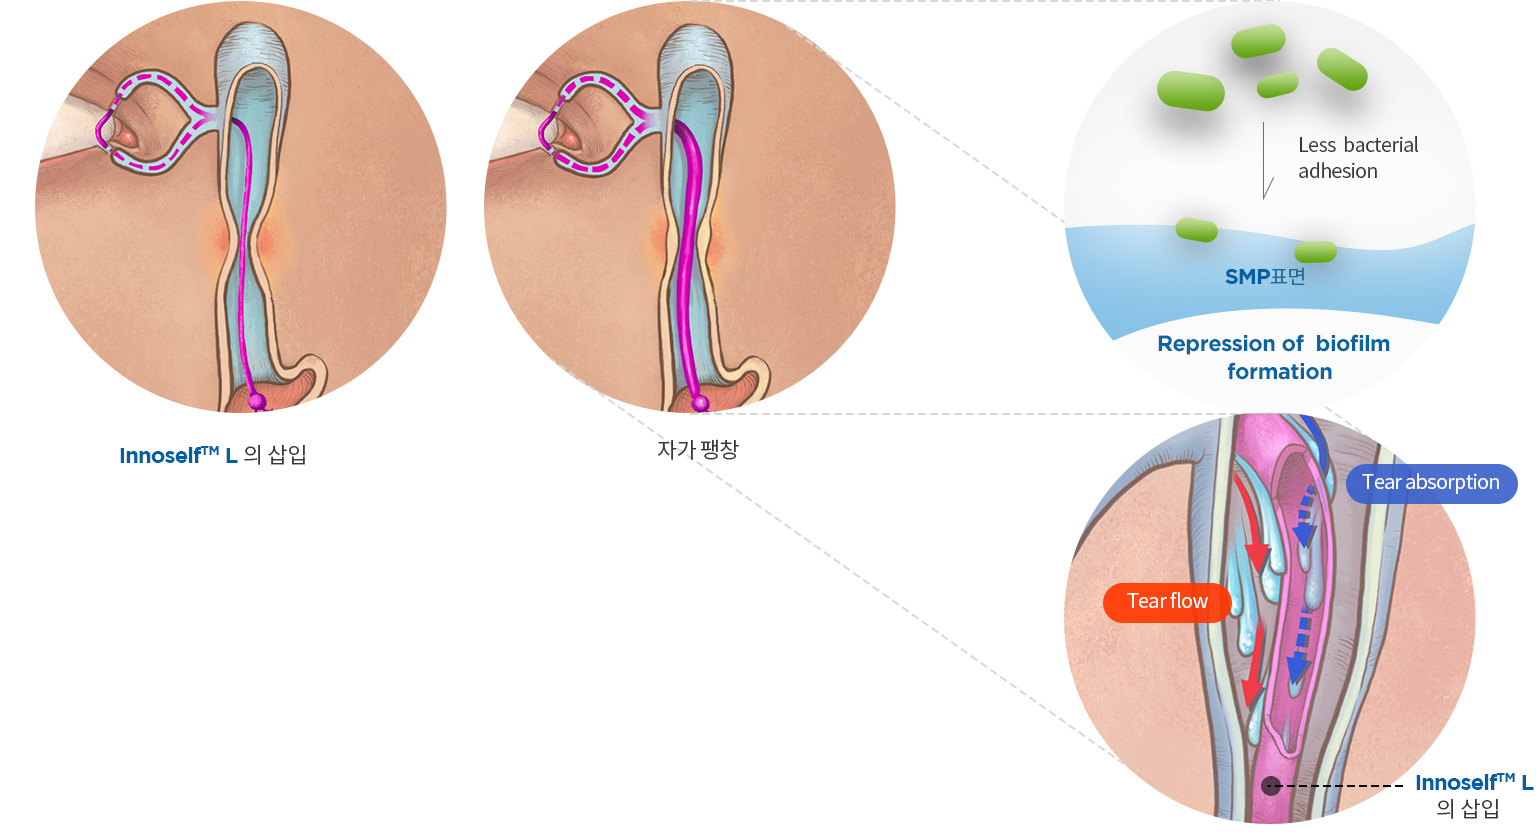 Innoself™ L 의 삽입
자가 팽창
Less bacterial
adhesion
SMP표면
Repression of biofilm
formation
Tear absorption
Tear flow
Innoself™ L
의 삽입